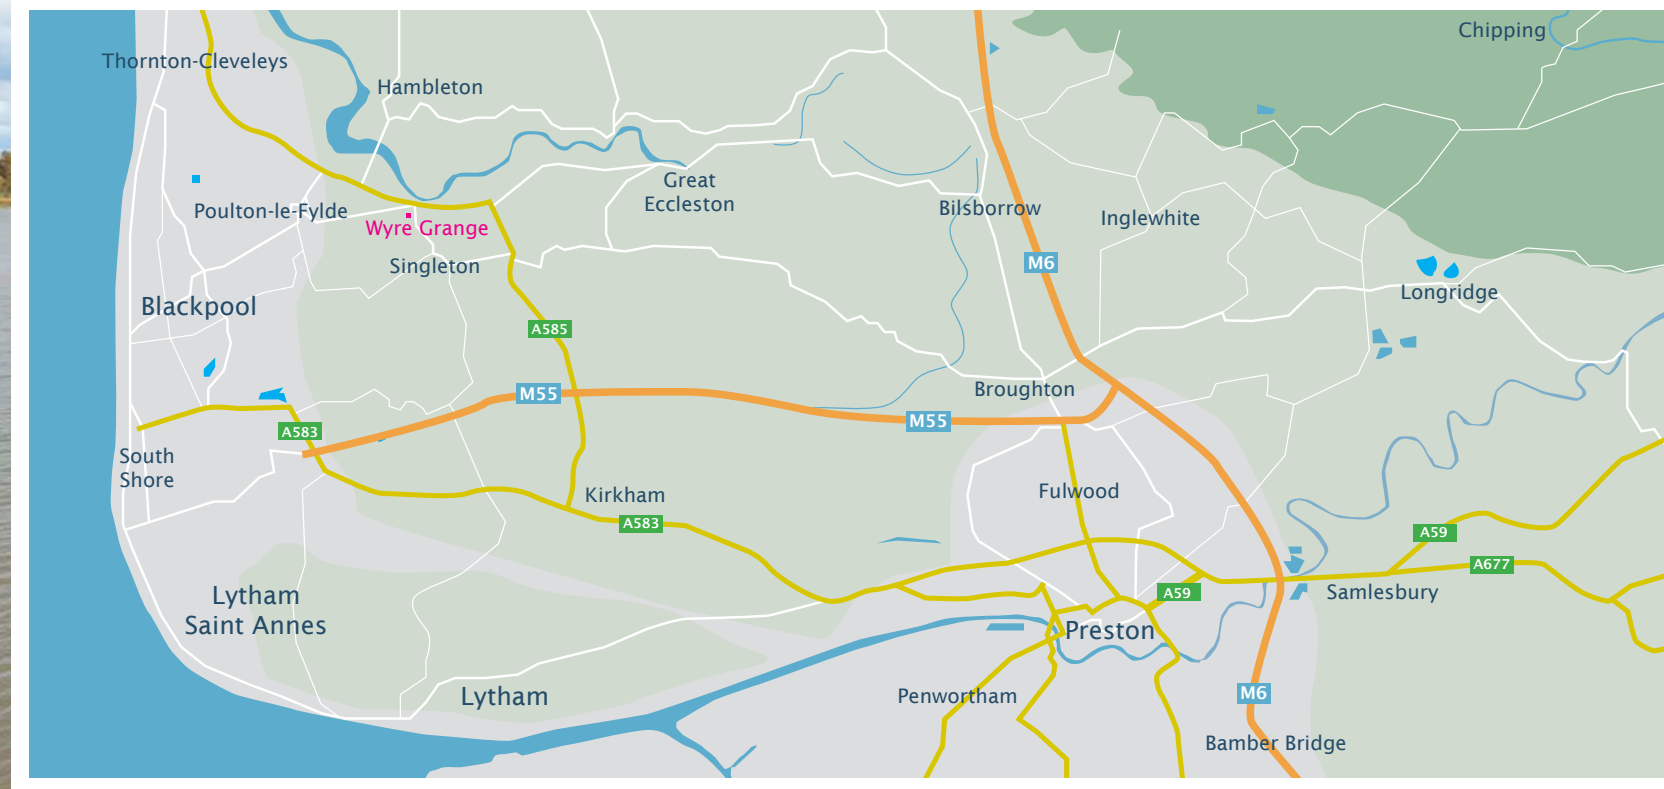 Chipping
Thornton-Cleveleys
Hambleton
Great
Eccleston
Poulton-le-Fylde
Bilsborrow
Inglewhite
Wyre Grange
Singleton
M6
Longridge
Blackpool
A585
M55
Broughton
M55
A583
South
Shore
Kirkham
Fulwood
A583
A59
A677
Lytham
Saint Annes
A59
Samlesbury
Preston
Lytham
Penwortham
M6
Bamber Bridge